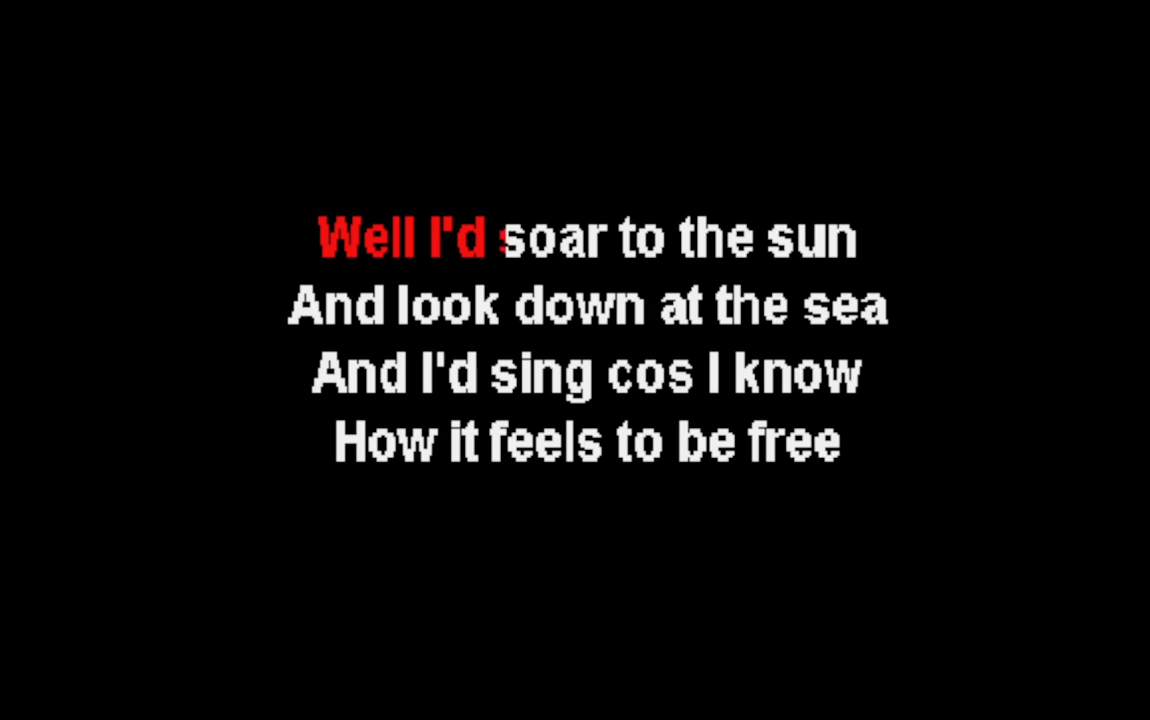 Well I'd soar to the sun
And look down at the sea
And I'd sing cos I know
How it feels to be free